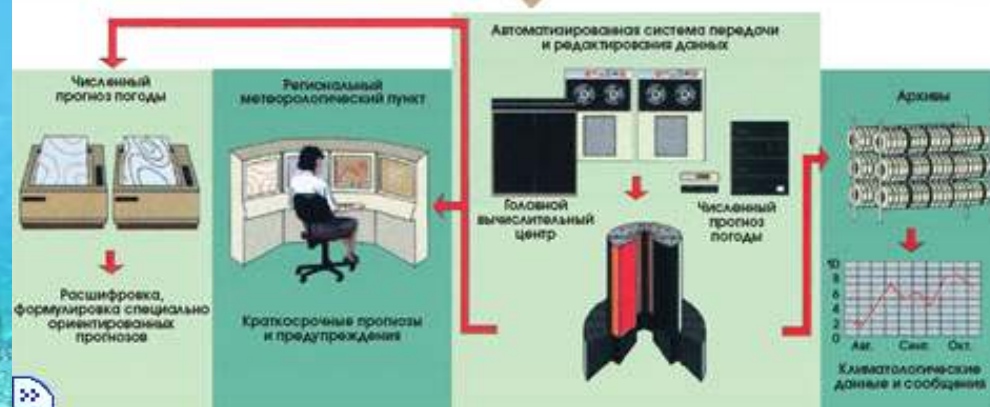 Автоматизированная система передачи
и редактирования данных
Численный
прогноз погоды
Региональный
метеорологический пункт
Архивы
Головной
вычислительный
центр
Численный
прогноз
погоды
Расшифровка,
формулировка специально
ориентированных
прогнозов
Краткосрочные прогнозы
и предупреждения
10
8
6
4
2
0
Авг. Сент. Окт.
Климатологические
данные и сообщения